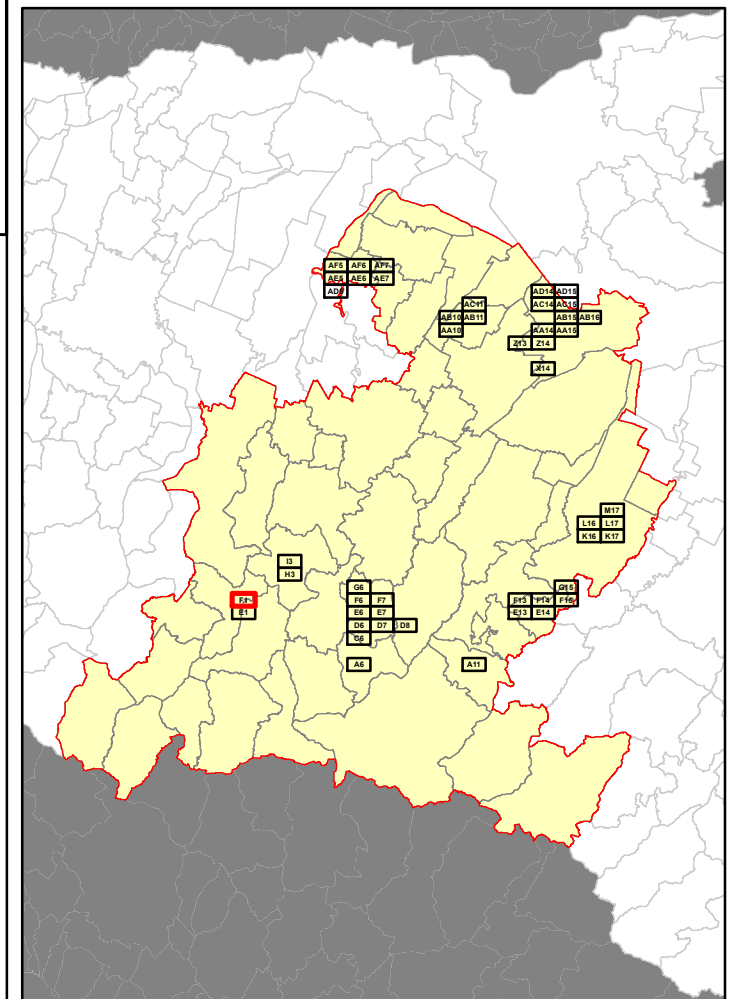 AF5 AF6 AF7
AE5 AE6 AE7
AD5
AD14 AD15
AC11 AC14 AC15
AB10 AB11 AB15 AB16
AA10 AA14 AA15
Z13 Z14
X14
M17
L16 L17
K16 K17
I3
H3
G6 G15
F1 F6 F7 F13 F14 F15
E1 E6 E7 E13 E14
D6 D7 D8
C6
A6 A11